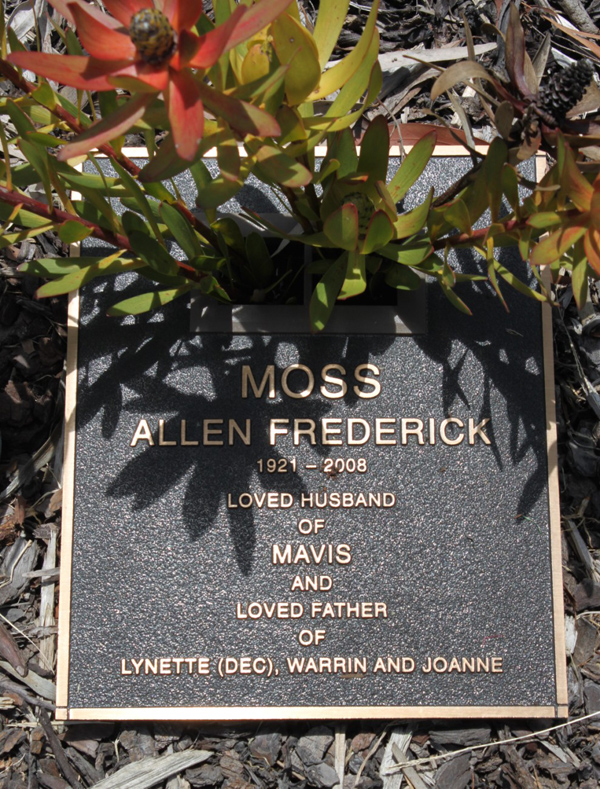 MOSS
ALLEN FREDERICK
1921 – 2008
LOVED HUSBAND
OF
MAVIS
AND
LOVED FATHER
OF
LYNETTE (DEC), WARRIN AND JOANNE